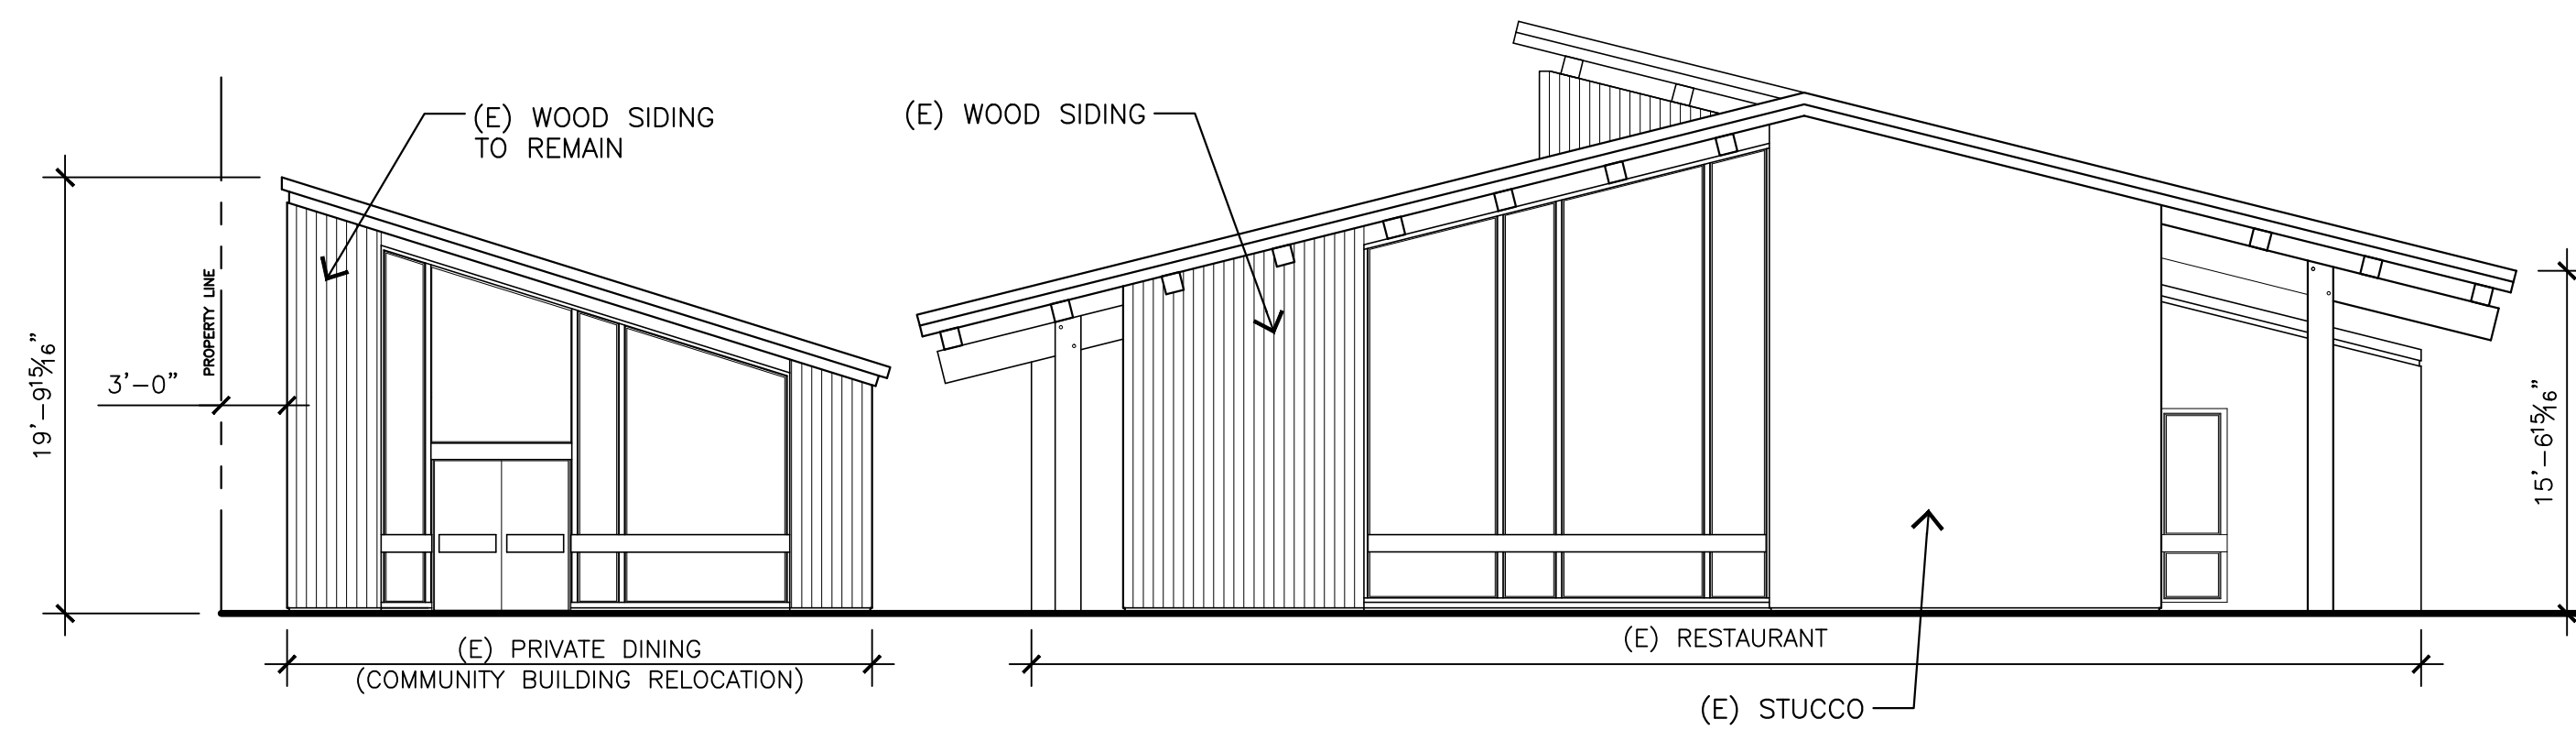 (E) WOOD SIDING
TO REMAIN
(E) WOOD SIDING
PROPERTY LINE
19'-9 15/16"
3'-0"
15'-6 15/16"
(E) PRIVATE DINING
(COMMUNITY BUILDING RELOCATION)
(E) RESTAURANT
(E) STUCCO